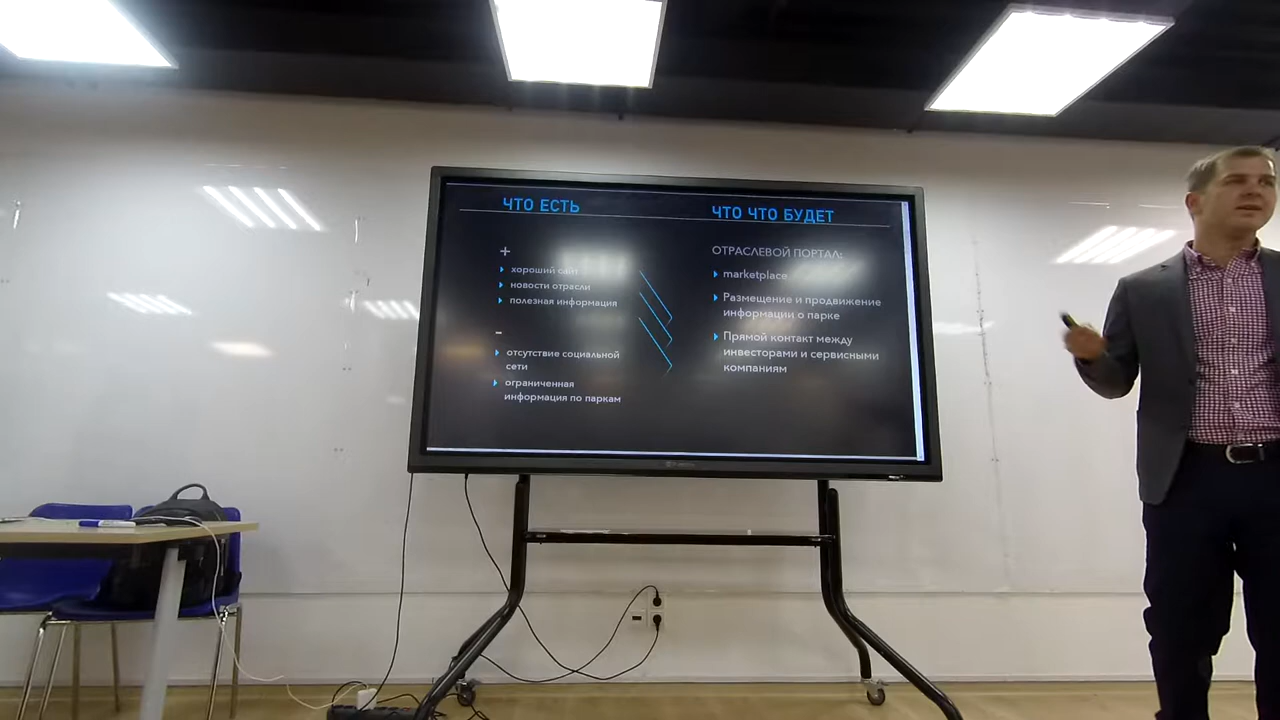 ЧТО ЕСТЬ
+
хороший сайт
новости отрасли
полезная информация
-
отсутствие социальной
сети
ограниченная
информация по паркам
ЧТО ЧТО БУДЕТ
ОТРАСЛЕВОЙ ПОРТАЛ:
marketplace
Размещение и продвижение
информации о парке
Прямой контакт между
инвесторами и сервисными
компаниям